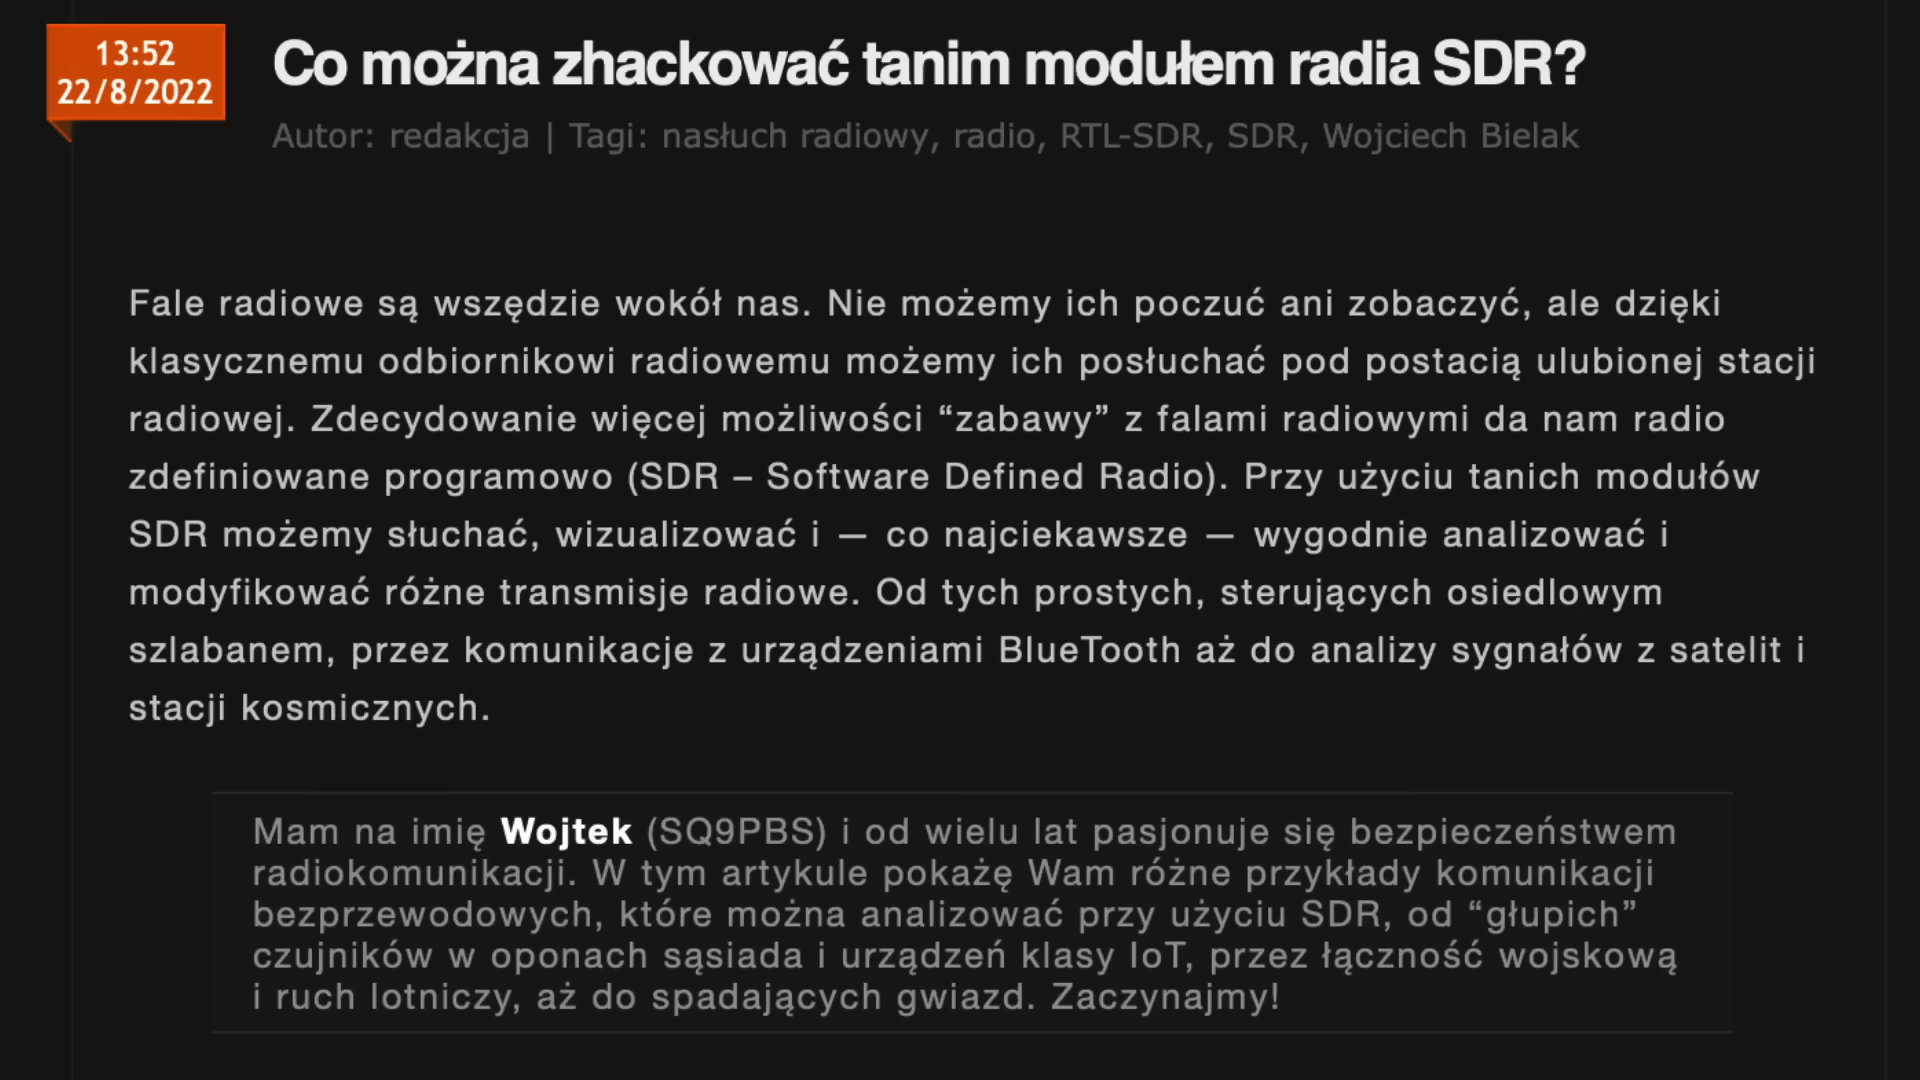 13:52
22/8/2022
Co można zhackować tanim modułem radia SDR?
Autor: redakcja | Tagi: nasłuch radiowy, radio, RTL-SDR, SDR, Wojciech Bielak
Fale radiowe są wszędzie wokół nas. Nie możemy ich poczuć ani zobaczyć, ale dzięki
klasycznemu odbiornikowi radiowemu możemy ich posłuchać pod postacią ulubionej stacji
radiowej. Zdecydowanie więcej możliwości “zabawy” z falami radiowymi da nam radio
zdefiniowane programowo (SDR – Software Defined Radio). Przy użyciu tanich modułów
SDR możemy słuchać, wizualizować i — co najciekawsze — wygodnie analizować i
modyfikować różne transmisje radiowe. Od tych prostych, sterujących osiedlowym
szlabanem, przez komunikacje z urządzeniami BlueTooth aż do analizy sygnałów z satelit i
stacji kosmicznych.
Mam na imię Wojtek (SQ9PBS) i od wielu lat pasjonuje się bezpieczeństwem
radiokomunikacji. W tym artykule pokażę Wam różne przykłady komunikacji
bezprzewodowych, które można analizować przy użyciu SDR, od “głupich”
czujników w oponach sąsiada i urządzeń klasy IoT, przez łączność wojskową
i ruch lotniczy, aż do spadających gwiazd. Zaczynajmy!